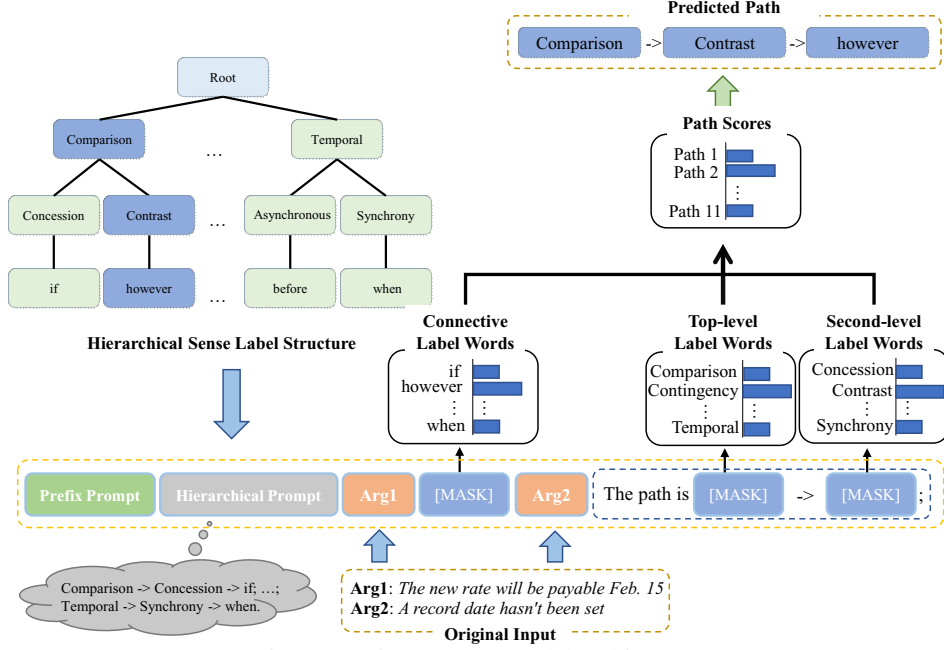 Predicted Path
Comparison -> Contrast -> however
Root
Comparison ... Temporal
Concession Contrast ... Asynchronous Synchrony
if however ... before when
Hierarchical Sense Label Structure
Path Scores
Path 1
Path 2
⋮
Path 11
Connective
Label Words
if
however
⋮ ⋮
when
Top-level
Label Words
Comparison
Contingency
⋮ ⋮
Temporal
Second-level
Label Words
Concession
Contrast
⋮ ⋮
Synchrony
Prefix Prompt Hierarchical Prompt Arg1 [MASK] Arg2 The path is [MASK] -> [MASK] ;
Comparison -> Concession -> if; …;
Temporal -> Synchrony -> when.
Arg1: The new rate will be payable Feb. 15
Arg2: A record date hasn't been set
Original Input